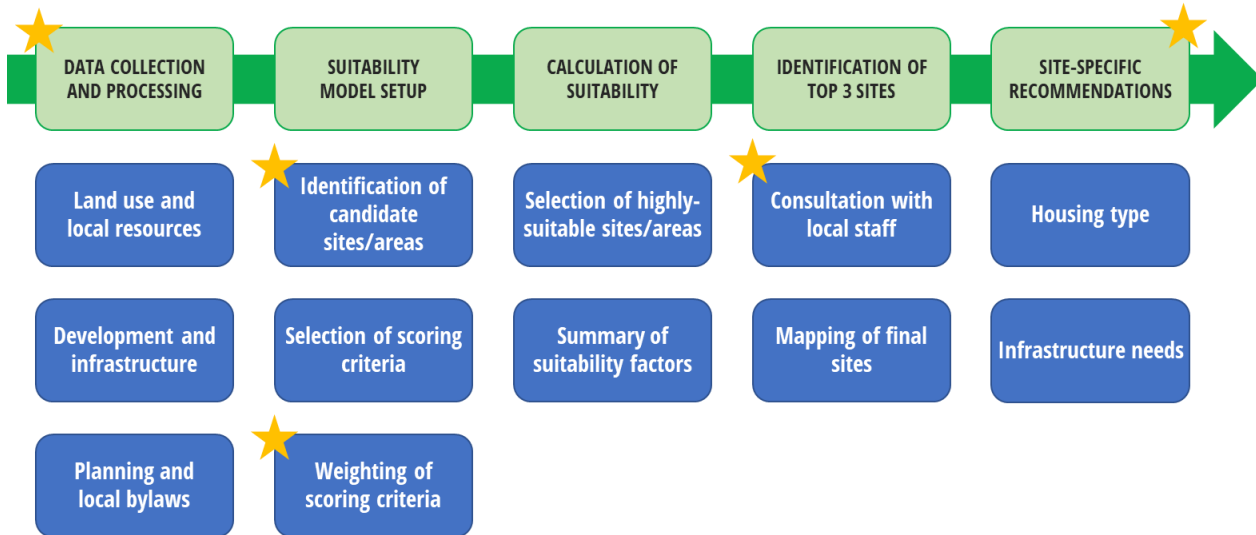 DATA COLLECTION
AND PROCESSING
SUITABILITY
MODEL SETUP
CALCULATION OF
SUITABILITY
IDENTIFICATION OF
TOP 3 SITES
SITE-SPECIFIC
RECOMMENDATIONS
Land use and
local resources
Identification of
candidate
sites/areas
Selection of highly-
suitable sites/areas
Consultation with
local staff
Housing type
Development and
infrastructure
Selection of scoring
criteria
Summary of
suitability factors
Mapping of final
sites
Infrastructure needs
Planning and
local bylaws
Weighting of
scoring criteria